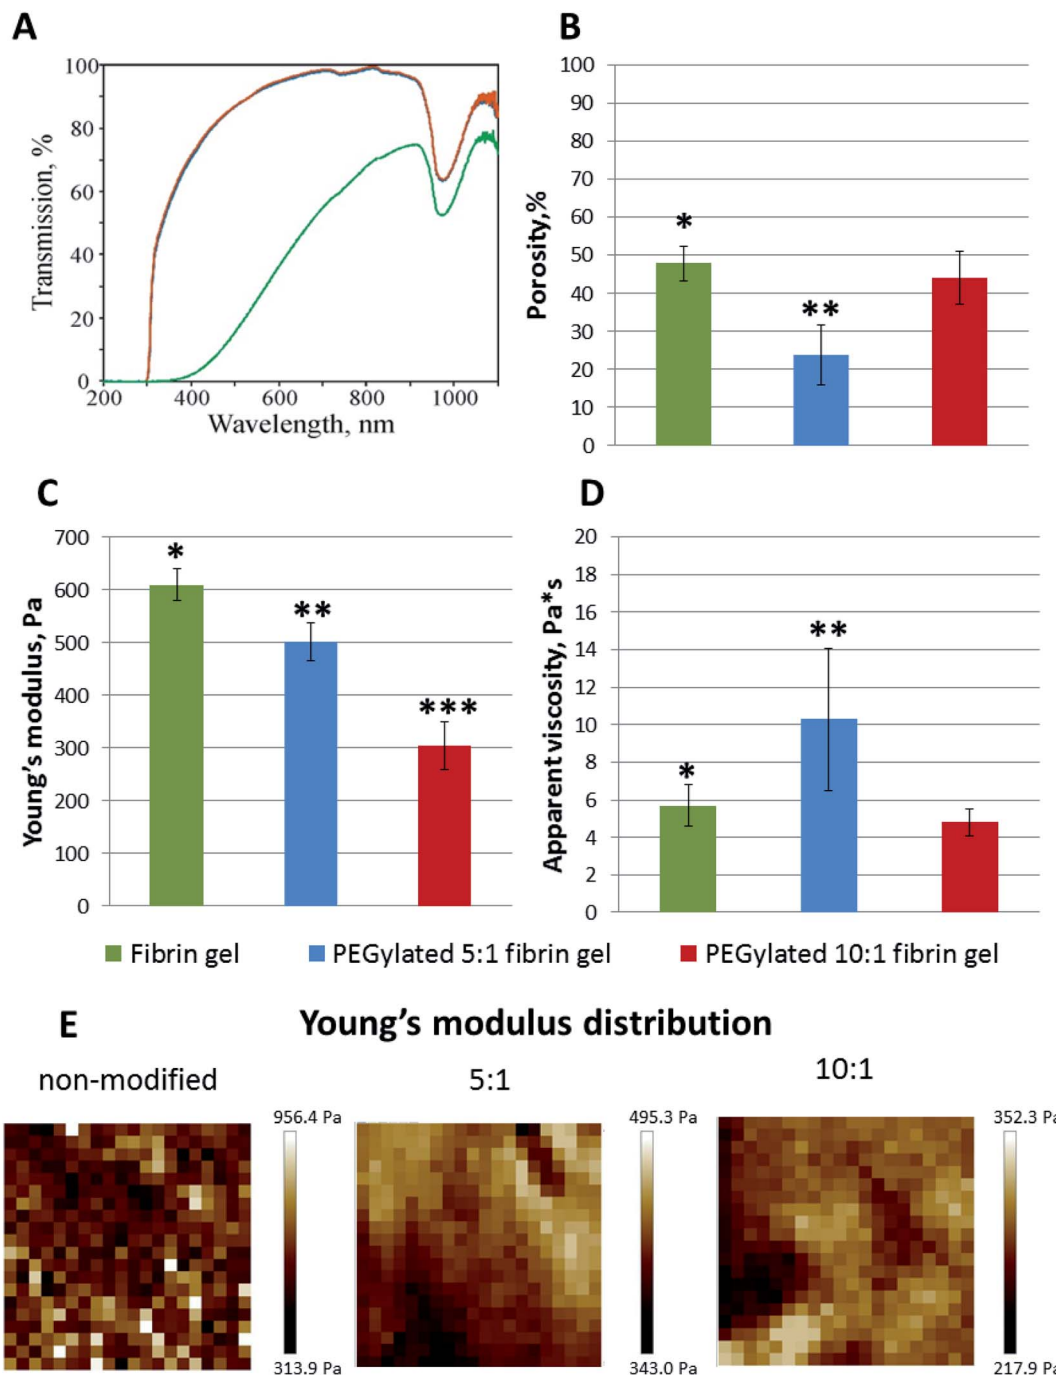 A
Transmission, %
100
80
60
40
20
0
200 400 600 800 1000
Wavelength, nm
B
Porosity,%
100
90
80
70
60
50
40
30
20
10
0
*
**
C
Young's modulus, Pa
700
600
500
400
300
200
100
0
*
**
***
D
Apparent viscosity, Pa*s
20
18
16
14
12
10
8
6
4
2
0
*
**
Fibrin gel
PEGylated 5:1 fibrin gel
PEGylated 10:1 fibrin gel
E
Young's modulus distribution
non-modified
5:1
10:1
956.4 Pa
313.9 Pa
495.3 Pa
343.0 Pa
352.3 Pa
217.9 Pa